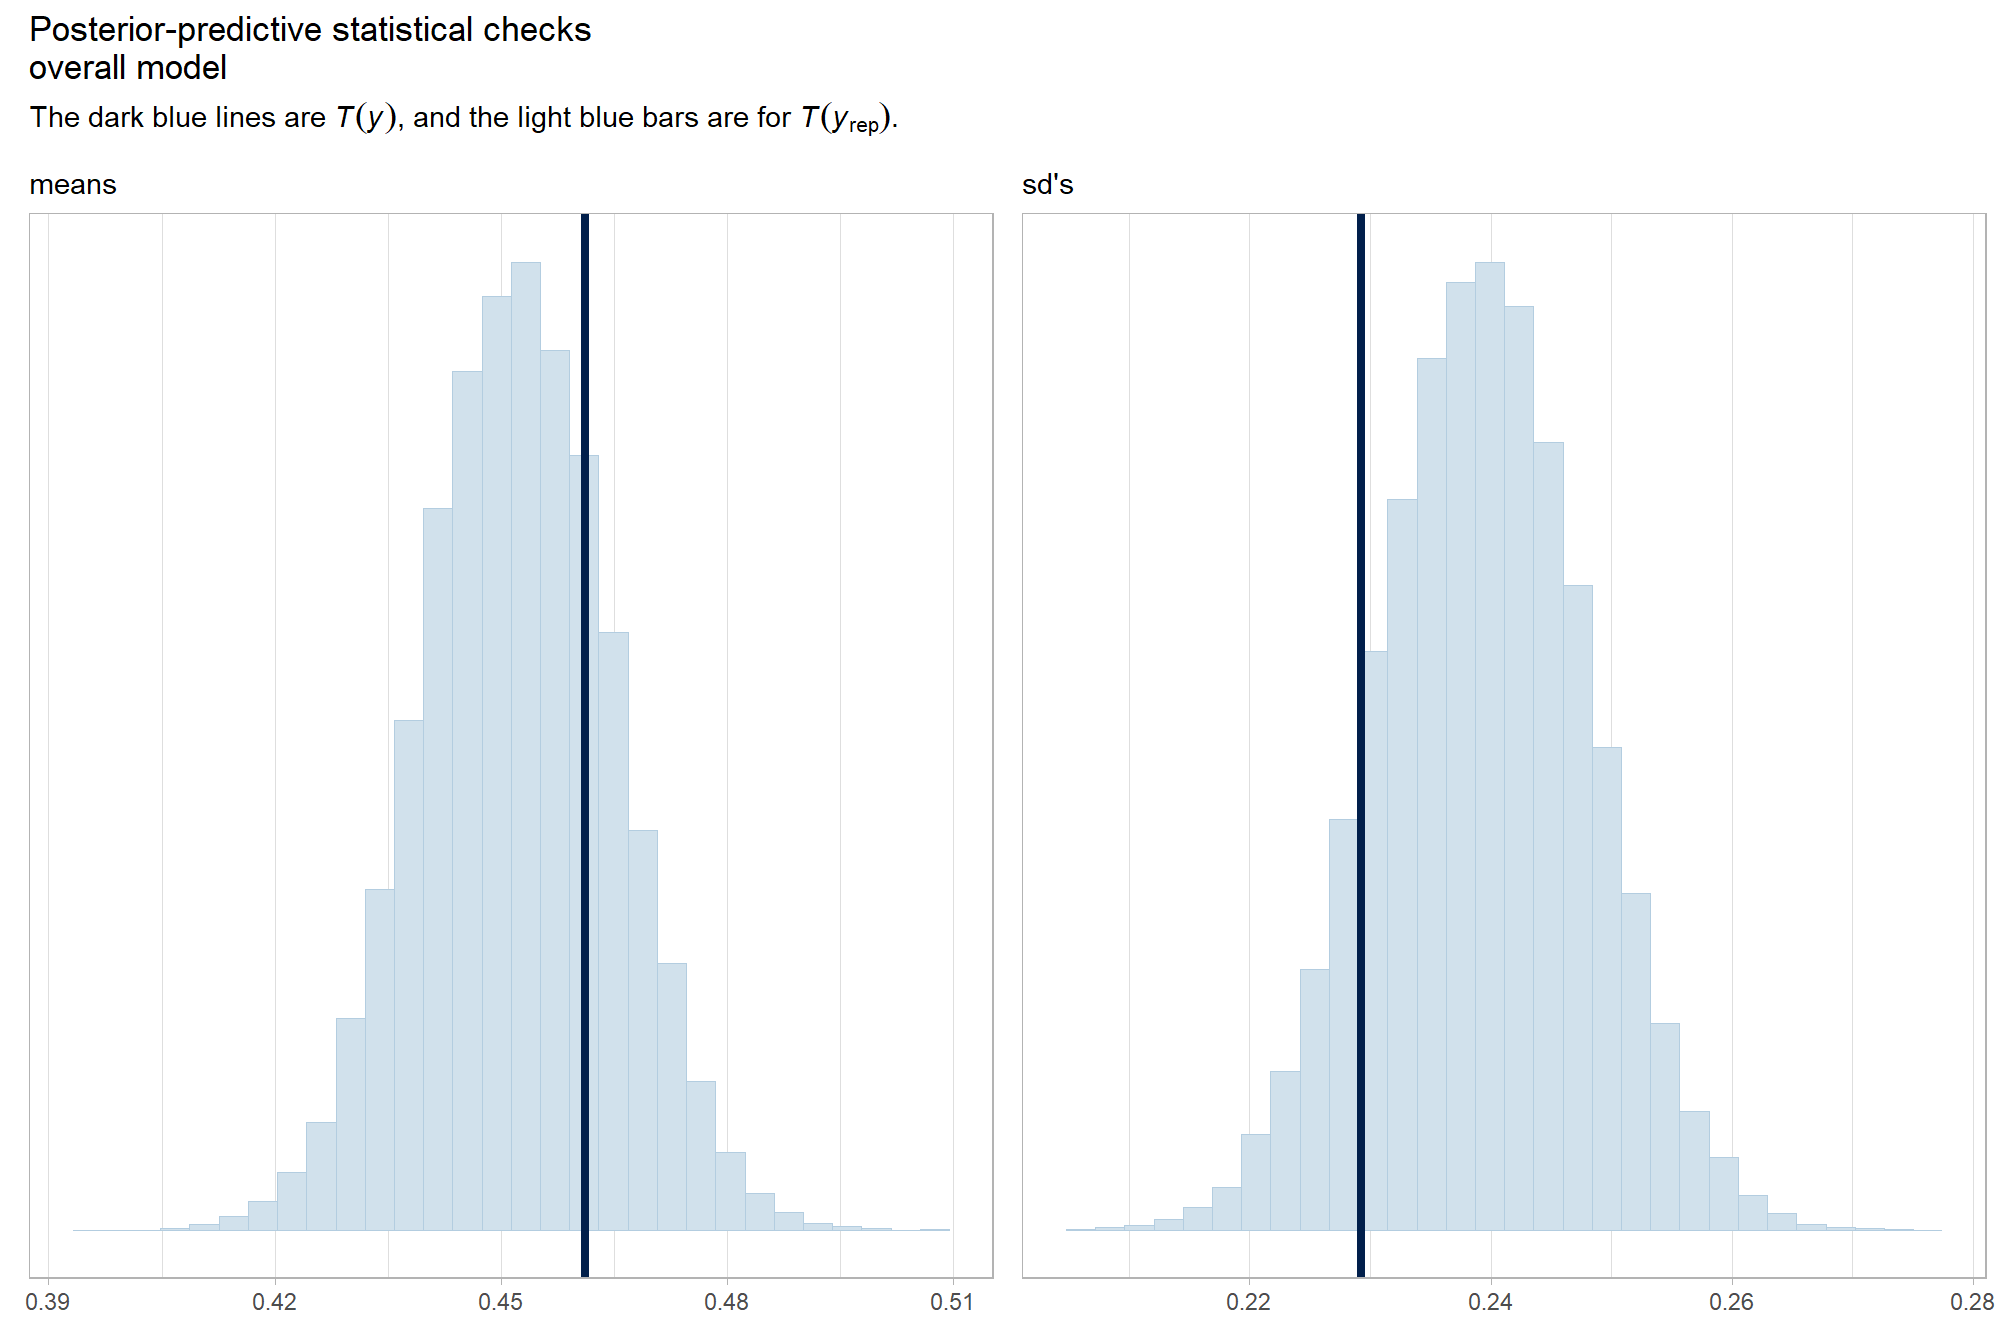 Posterior-predictive statistical checks
overall model
The dark blue lines are T(y), and the light blue bars are for T(yrep).
means
sd's
0.39 0.42 0.45 0.48 0.51
0.22 0.24 0.26 0.28